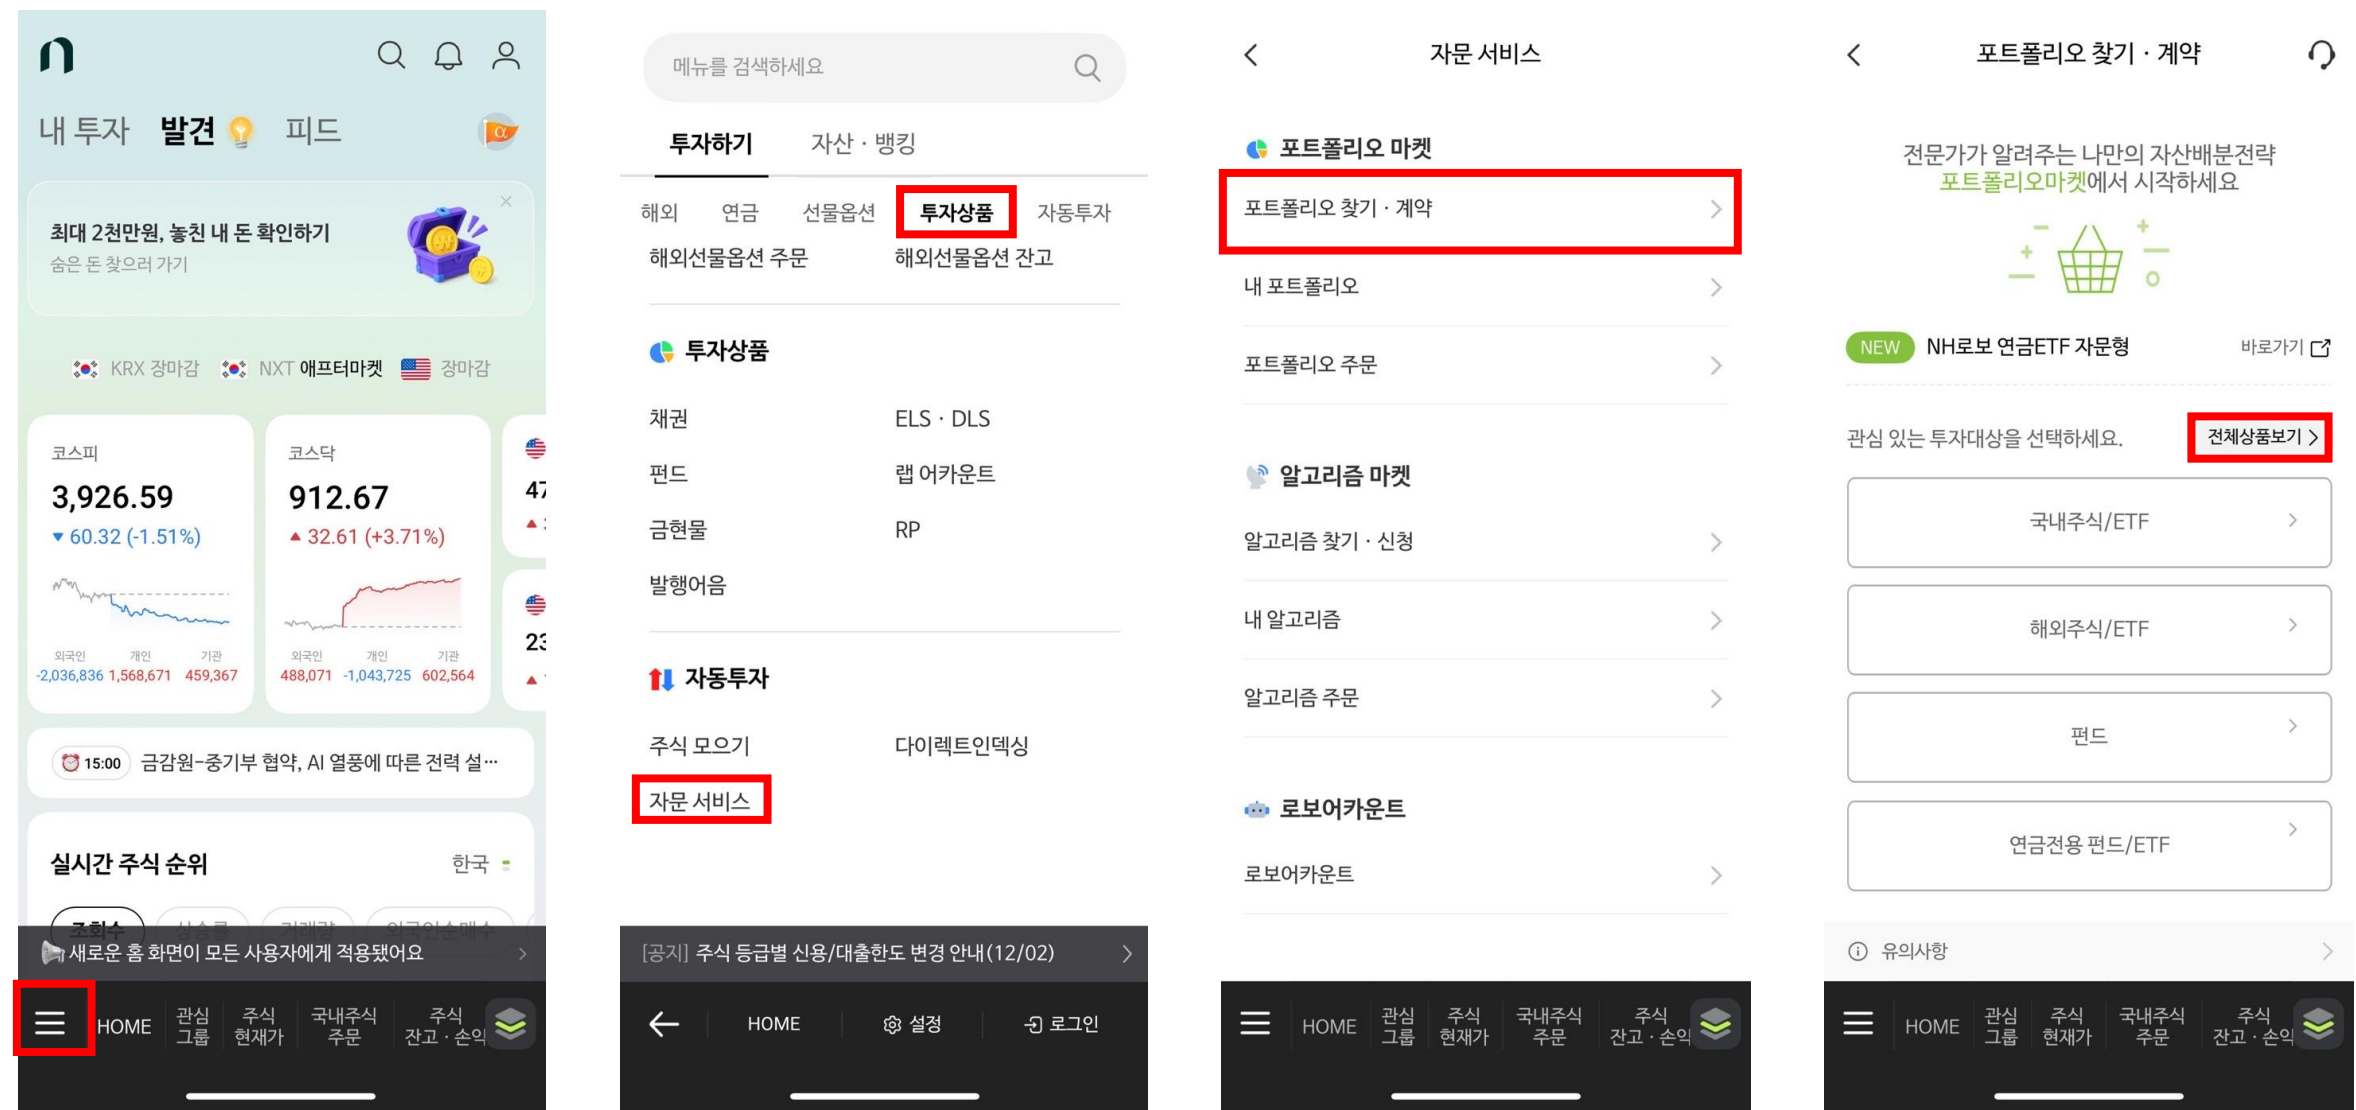 내 투자 발견 피드
α
최대 2천만원, 놓친 내 돈 확인하기
숨은 돈 찾으러 가기
KRX 장마감 NXT 애프터마켓 장마감
코스피
3,926.59
▼ 60.32 (-1.51%)
외국인 개인 기관
-2,036,836 1,568,671 459,367
코스닥
912.67
▲ 32.61 (+3.71%)
외국인 개인 기관
488,071 -1,043,725 602,564
47
▲
23
▲
15:00 금감원-중기부 협약, AI 열풍에 따른 전력 설···
실시간 주식 순위 한국
조회수 상승률 거래량 외국인순매수
새로운 홈 화면이 모든 사용자에게 적용됐어요
HOME 관심 그룹 주식 현재가 국내주식 주문 주식 잔고 · 손익
메뉴를 검색하세요
투자하기 자산 · 뱅킹
해외 연금 선물옵션 투자상품 자동투자
해외선물옵션 주문 해외선물옵션 잔고
투자상품
채권 ELS · DLS
펀드 랩 어카운트
금현물 RP
발행어음
자동투자
주식 모으기 다이렉트인덱싱
자문 서비스
[공지] 주식 등급별 신용/대출한도 변경 안내(12/02)
HOME 설정 로그인
자문 서비스
포트폴리오 마켓
포트폴리오 찾기 · 계약
내 포트폴리오
포트폴리오 주문
알고리즘 마켓
알고리즘 찾기 · 신청
내 알고리즘
알고리즘 주문
로보어카운트
로보어카운트
HOME 관심 그룹 주식 현재가 국내주식 주문 주식 잔고 · 손익
포트폴리오 찾기 · 계약
전문가가 알려주는 나만의 자산배분전략
포트폴리오마켓에서 시작하세요
NEW NH로보 연금ETF 자문형 바로가기
관심 있는 투자대상을 선택하세요. 전체상품보기
국내주식/ETF
해외주식/ETF
펀드
연금전용 펀드/ETF
유의사항
HOME 관심 그룹 주식 현재가 국내주식 주문 주식 잔고 · 손익